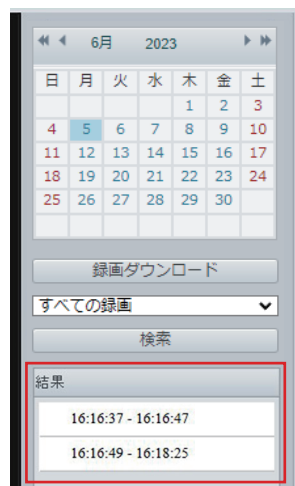 6月 2023
日 月 火 水 木 金 土
1 2 3
4 5 6 7 8 9 10
11 12 13 14 15 16 17
18 19 20 21 22 23 24
25 26 27 28 29 30
録画ダウンロード
すべての録画
検索
結果
16:16:37 - 16:16:47
16:16:49 - 16:18:25